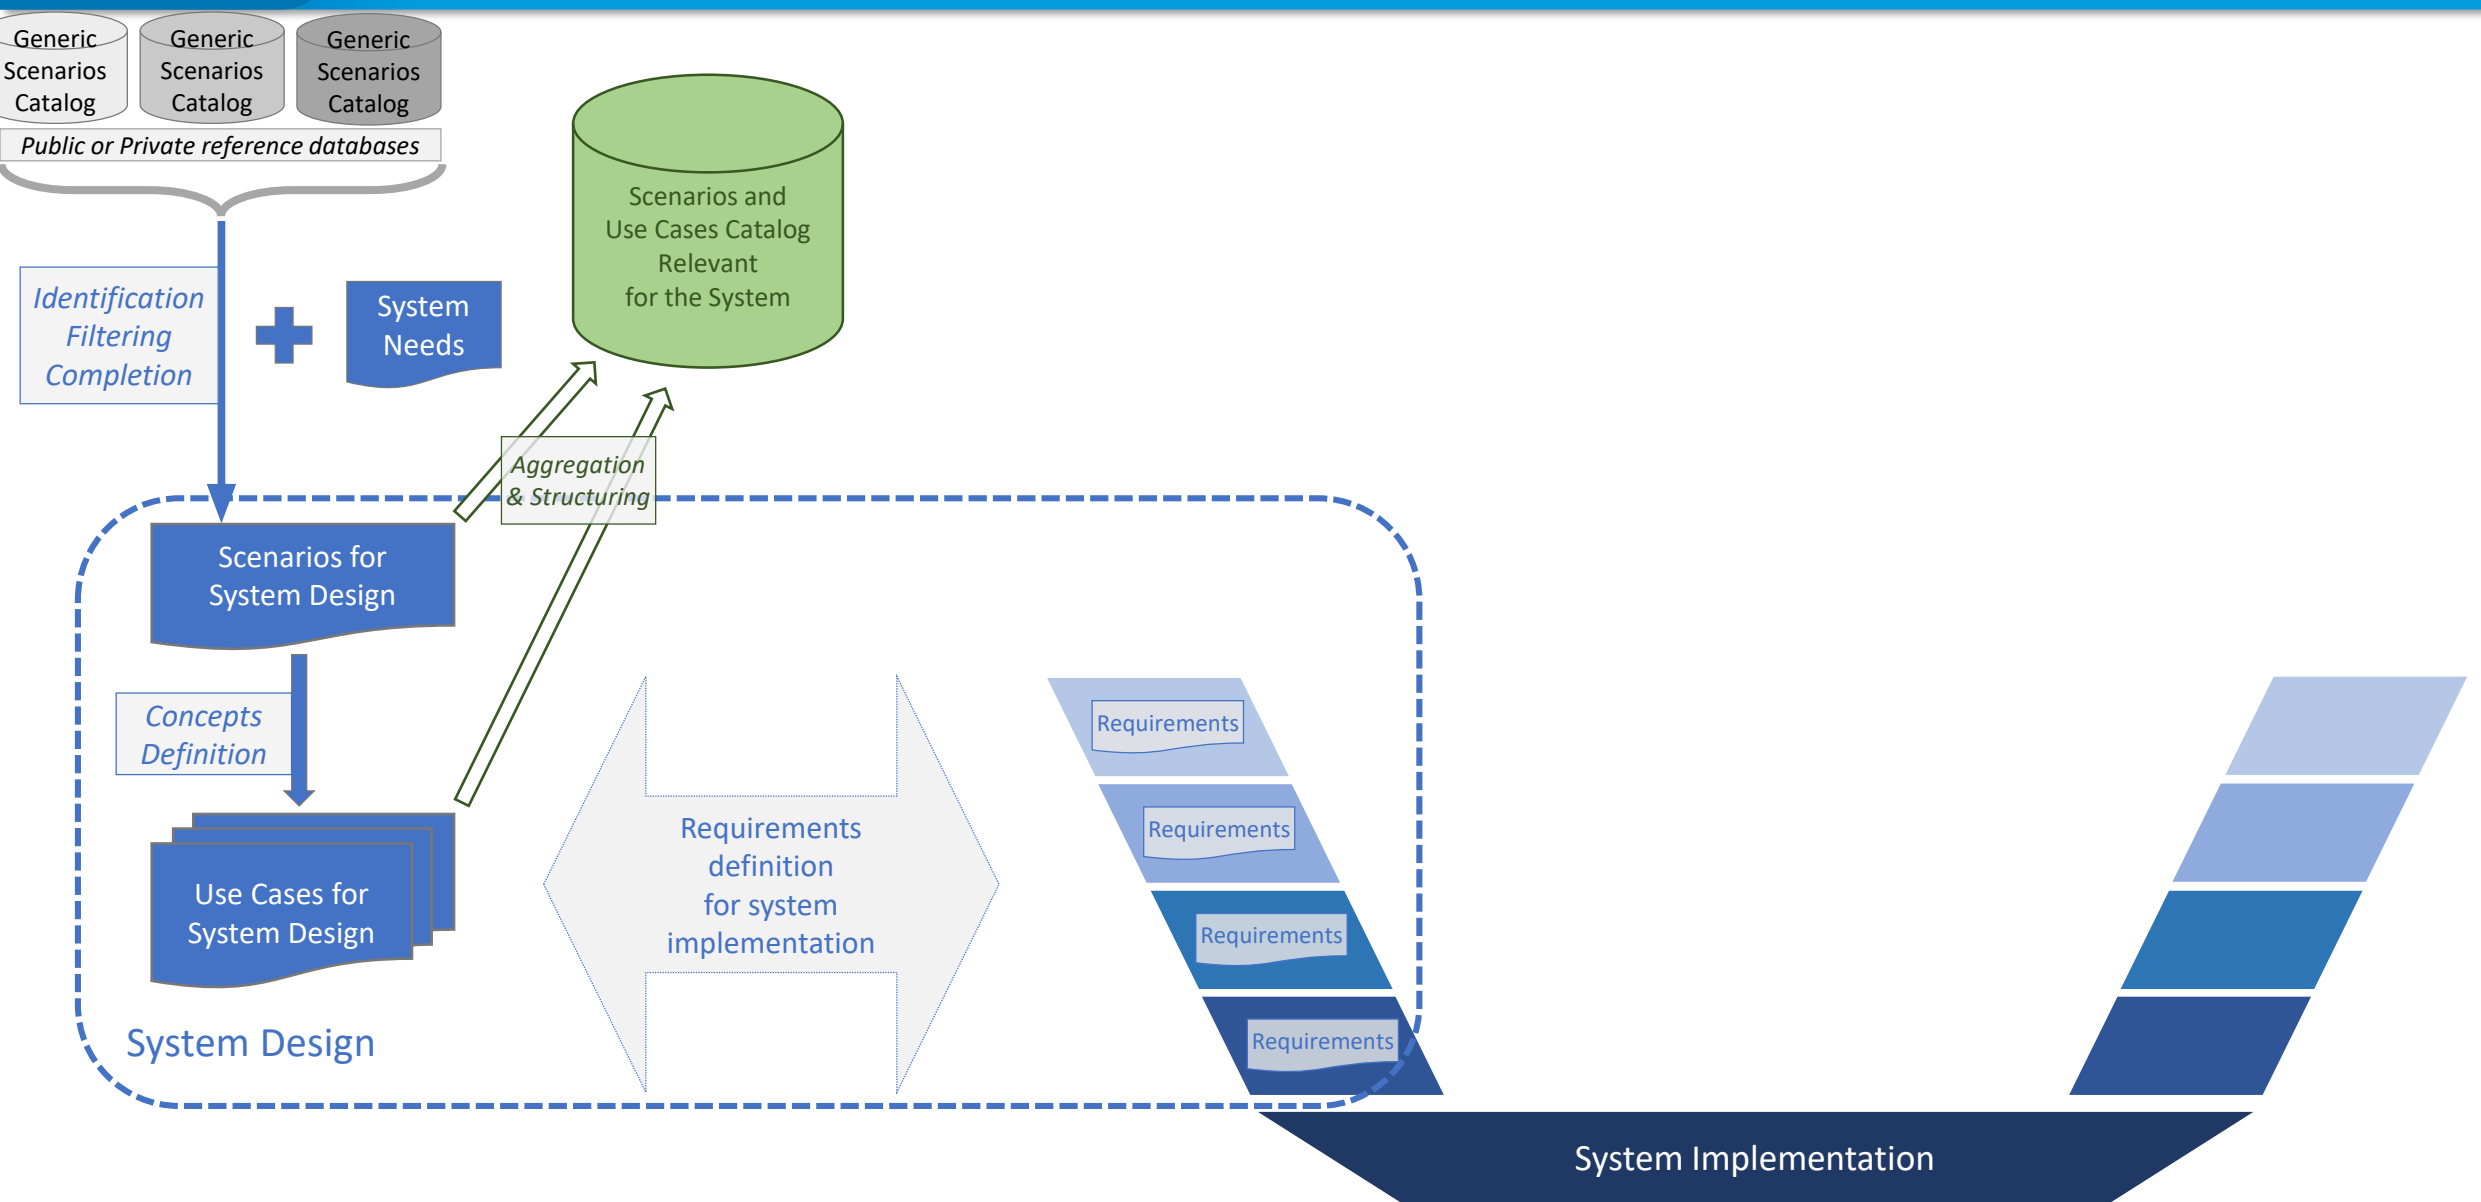 Generic
Scenarios
Catalog
Generic
Scenarios
Catalog
Generic
Scenarios
Catalog
Public or Private reference databases
Scenarios and
Use Cases Catalog
Relevant
for the System
Identification
Filtering
Completion
System
Needs
Aggregation
& Structuring
Scenarios for
System Design
Concepts
Definition
Use Cases for
System Design
System Design
Requirements
definition
for system
implementation
Requirements
Requirements
Requirements
Requirements
System Implementation